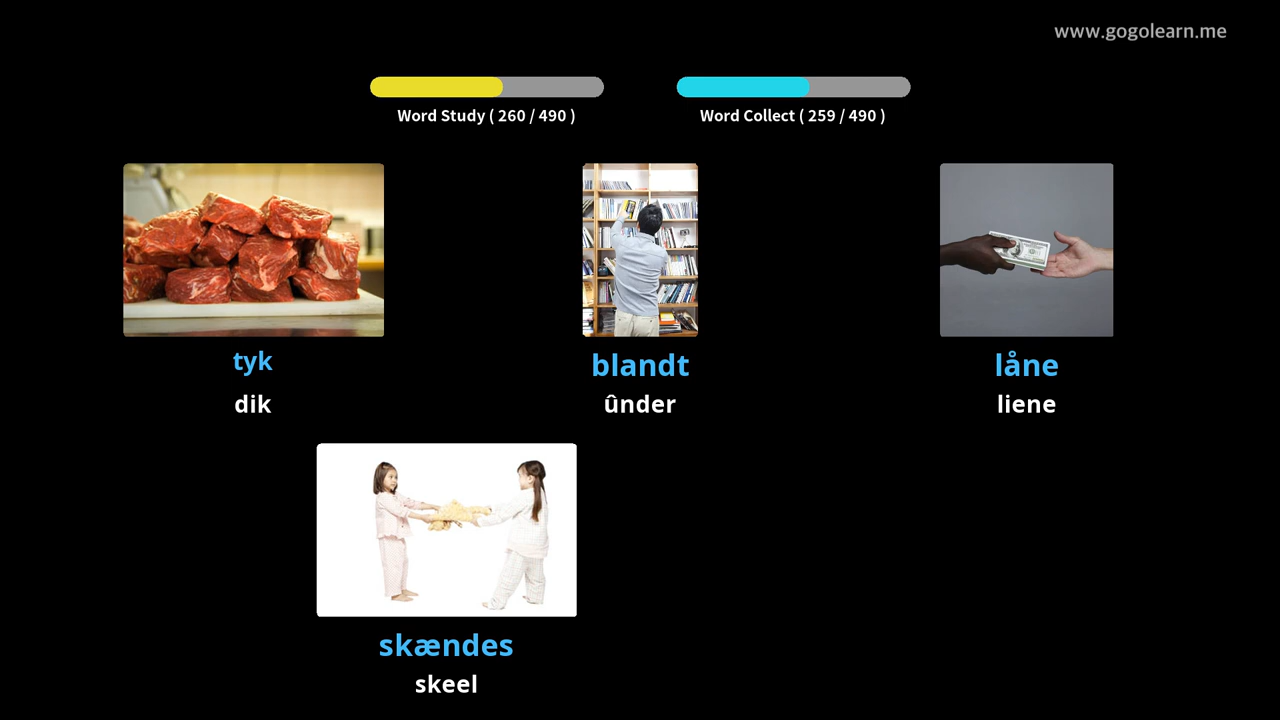 www.gogolearn.me
Word Study ( 260 / 490 )
Word Collect ( 259 / 490 )
tyk
dik
blandt
ûnder
låne
liene
skændes
skeel